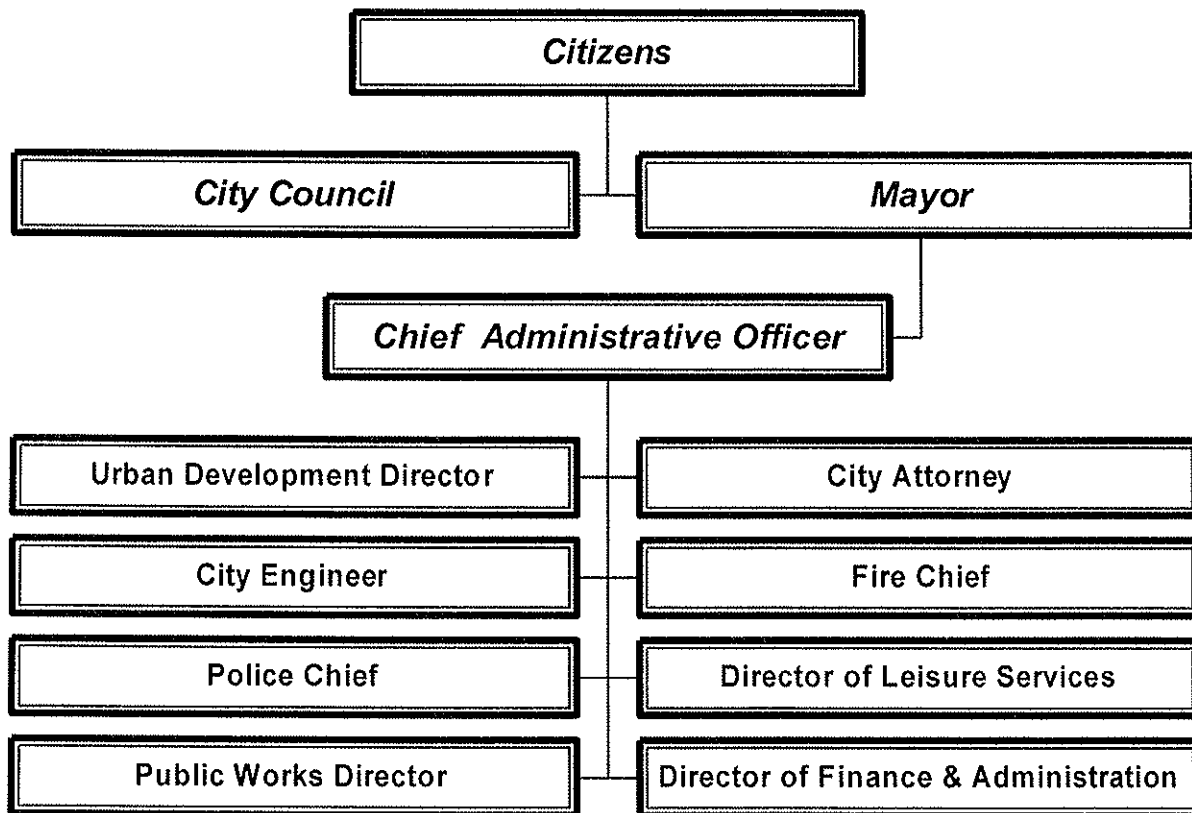 Citizens
City Council
Mayor
Chief Administrative Officer
Urban Development Director
City Attorney
City Engineer
Fire Chief
Police Chief
Director of Leisure Services
Public Works Director
Director of Finance & Administration